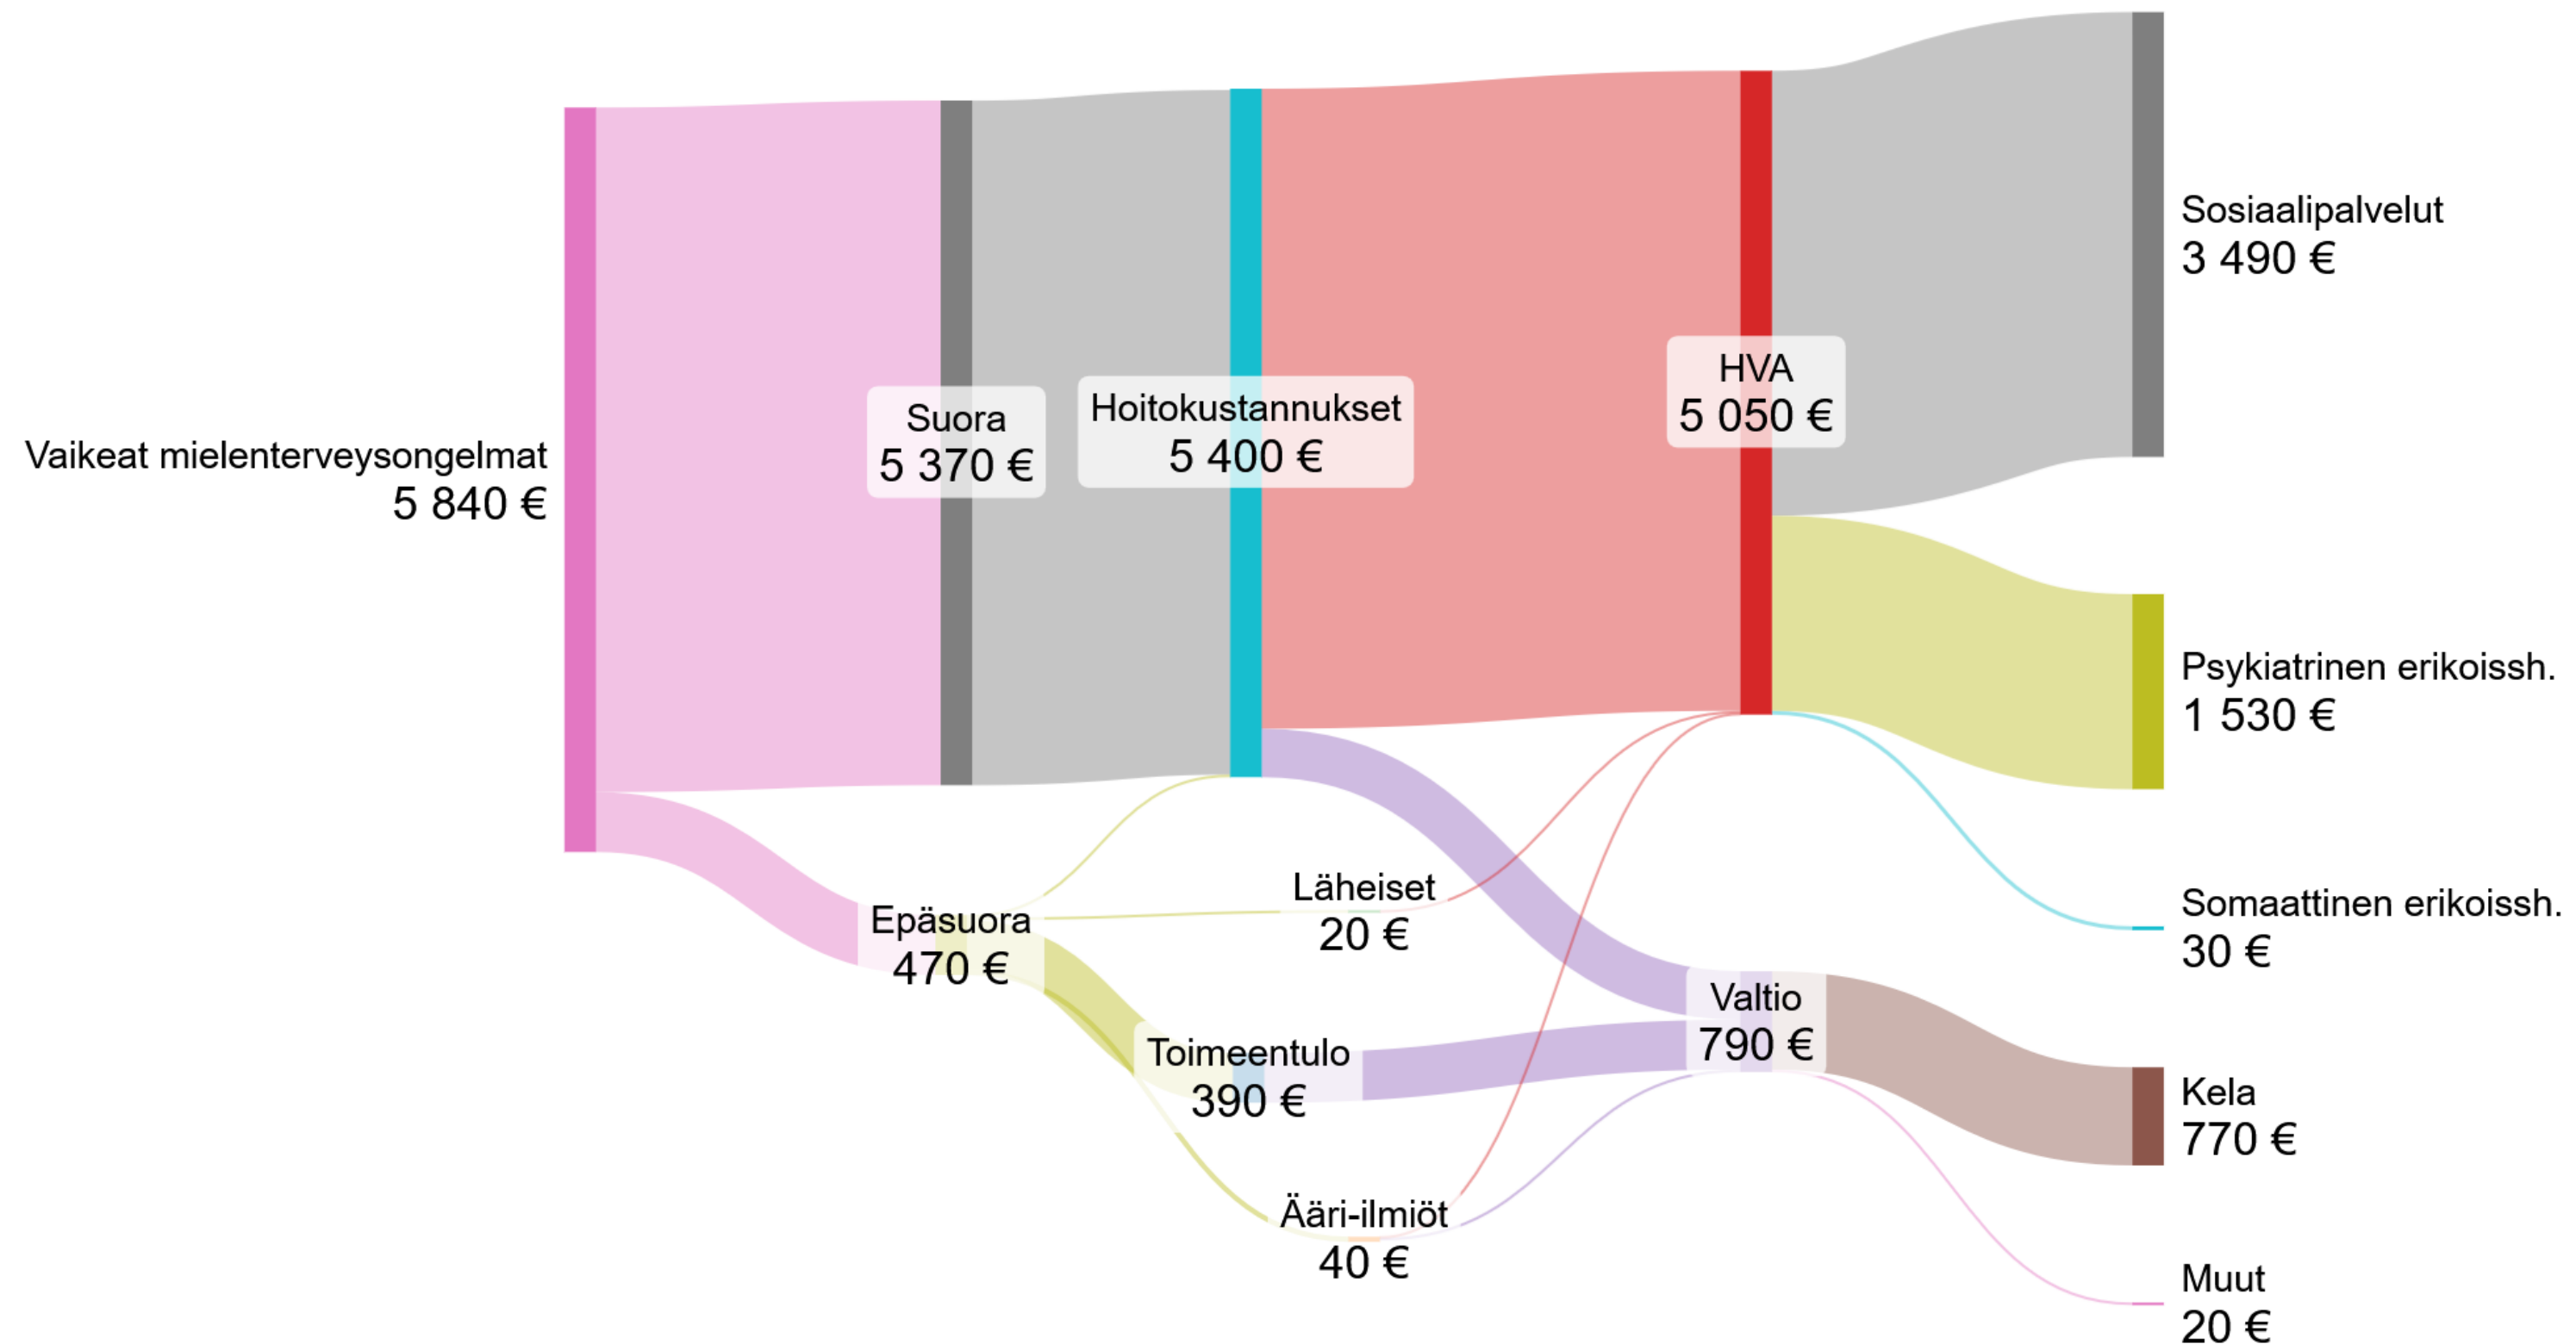 Vaikeat mielenterveysongelmat
5 840 €
Suora
5 370 €
Epäsuora
470 €
Hoitokustannukset
5 400 €
Läheiset
20 €
Toimeentulo
390 €
Ääri-ilmiöt
40 €
HVA
5 050 €
Valtio
790 €
Sosiaalipalvelut
3 490 €
Psykiatrinen erikoissh.
1 530 €
Somaattinen erikoissh.
30 €
Kela
770 €
Muut
20 €